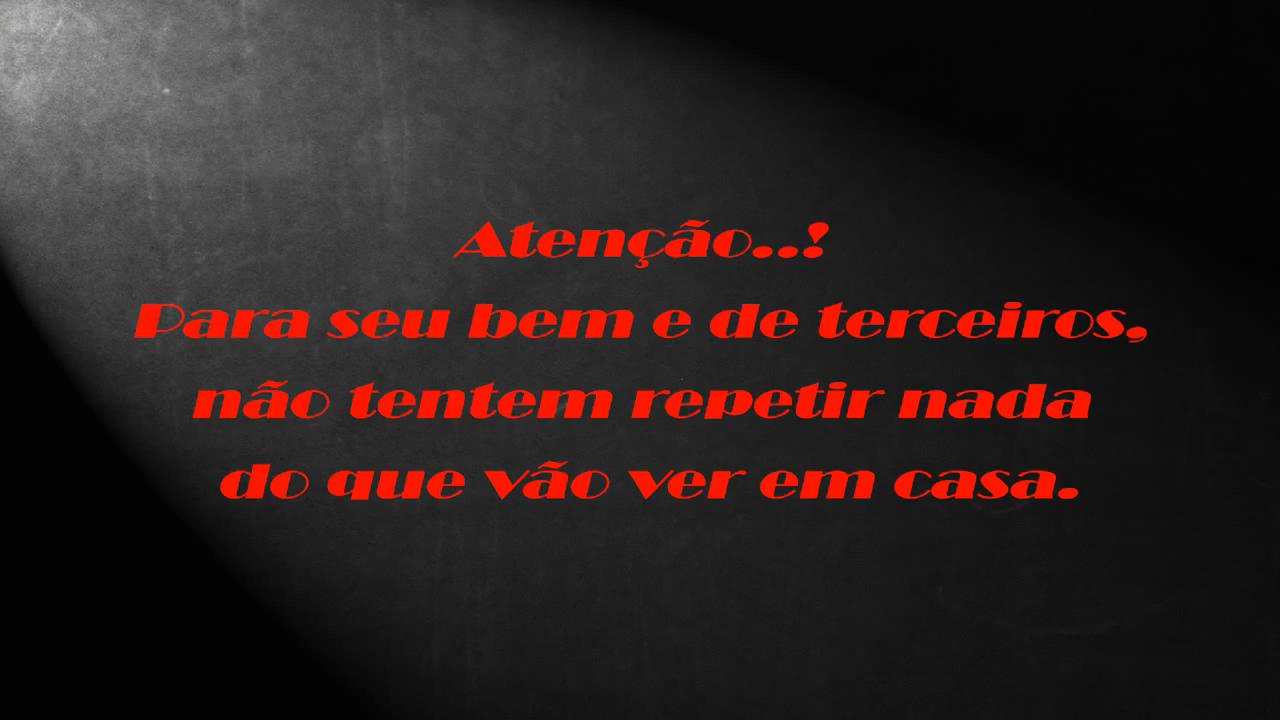 Atenção..!
Para seu bem e de terceiros,
não tentem repetir nada
do que vão ver em casa.